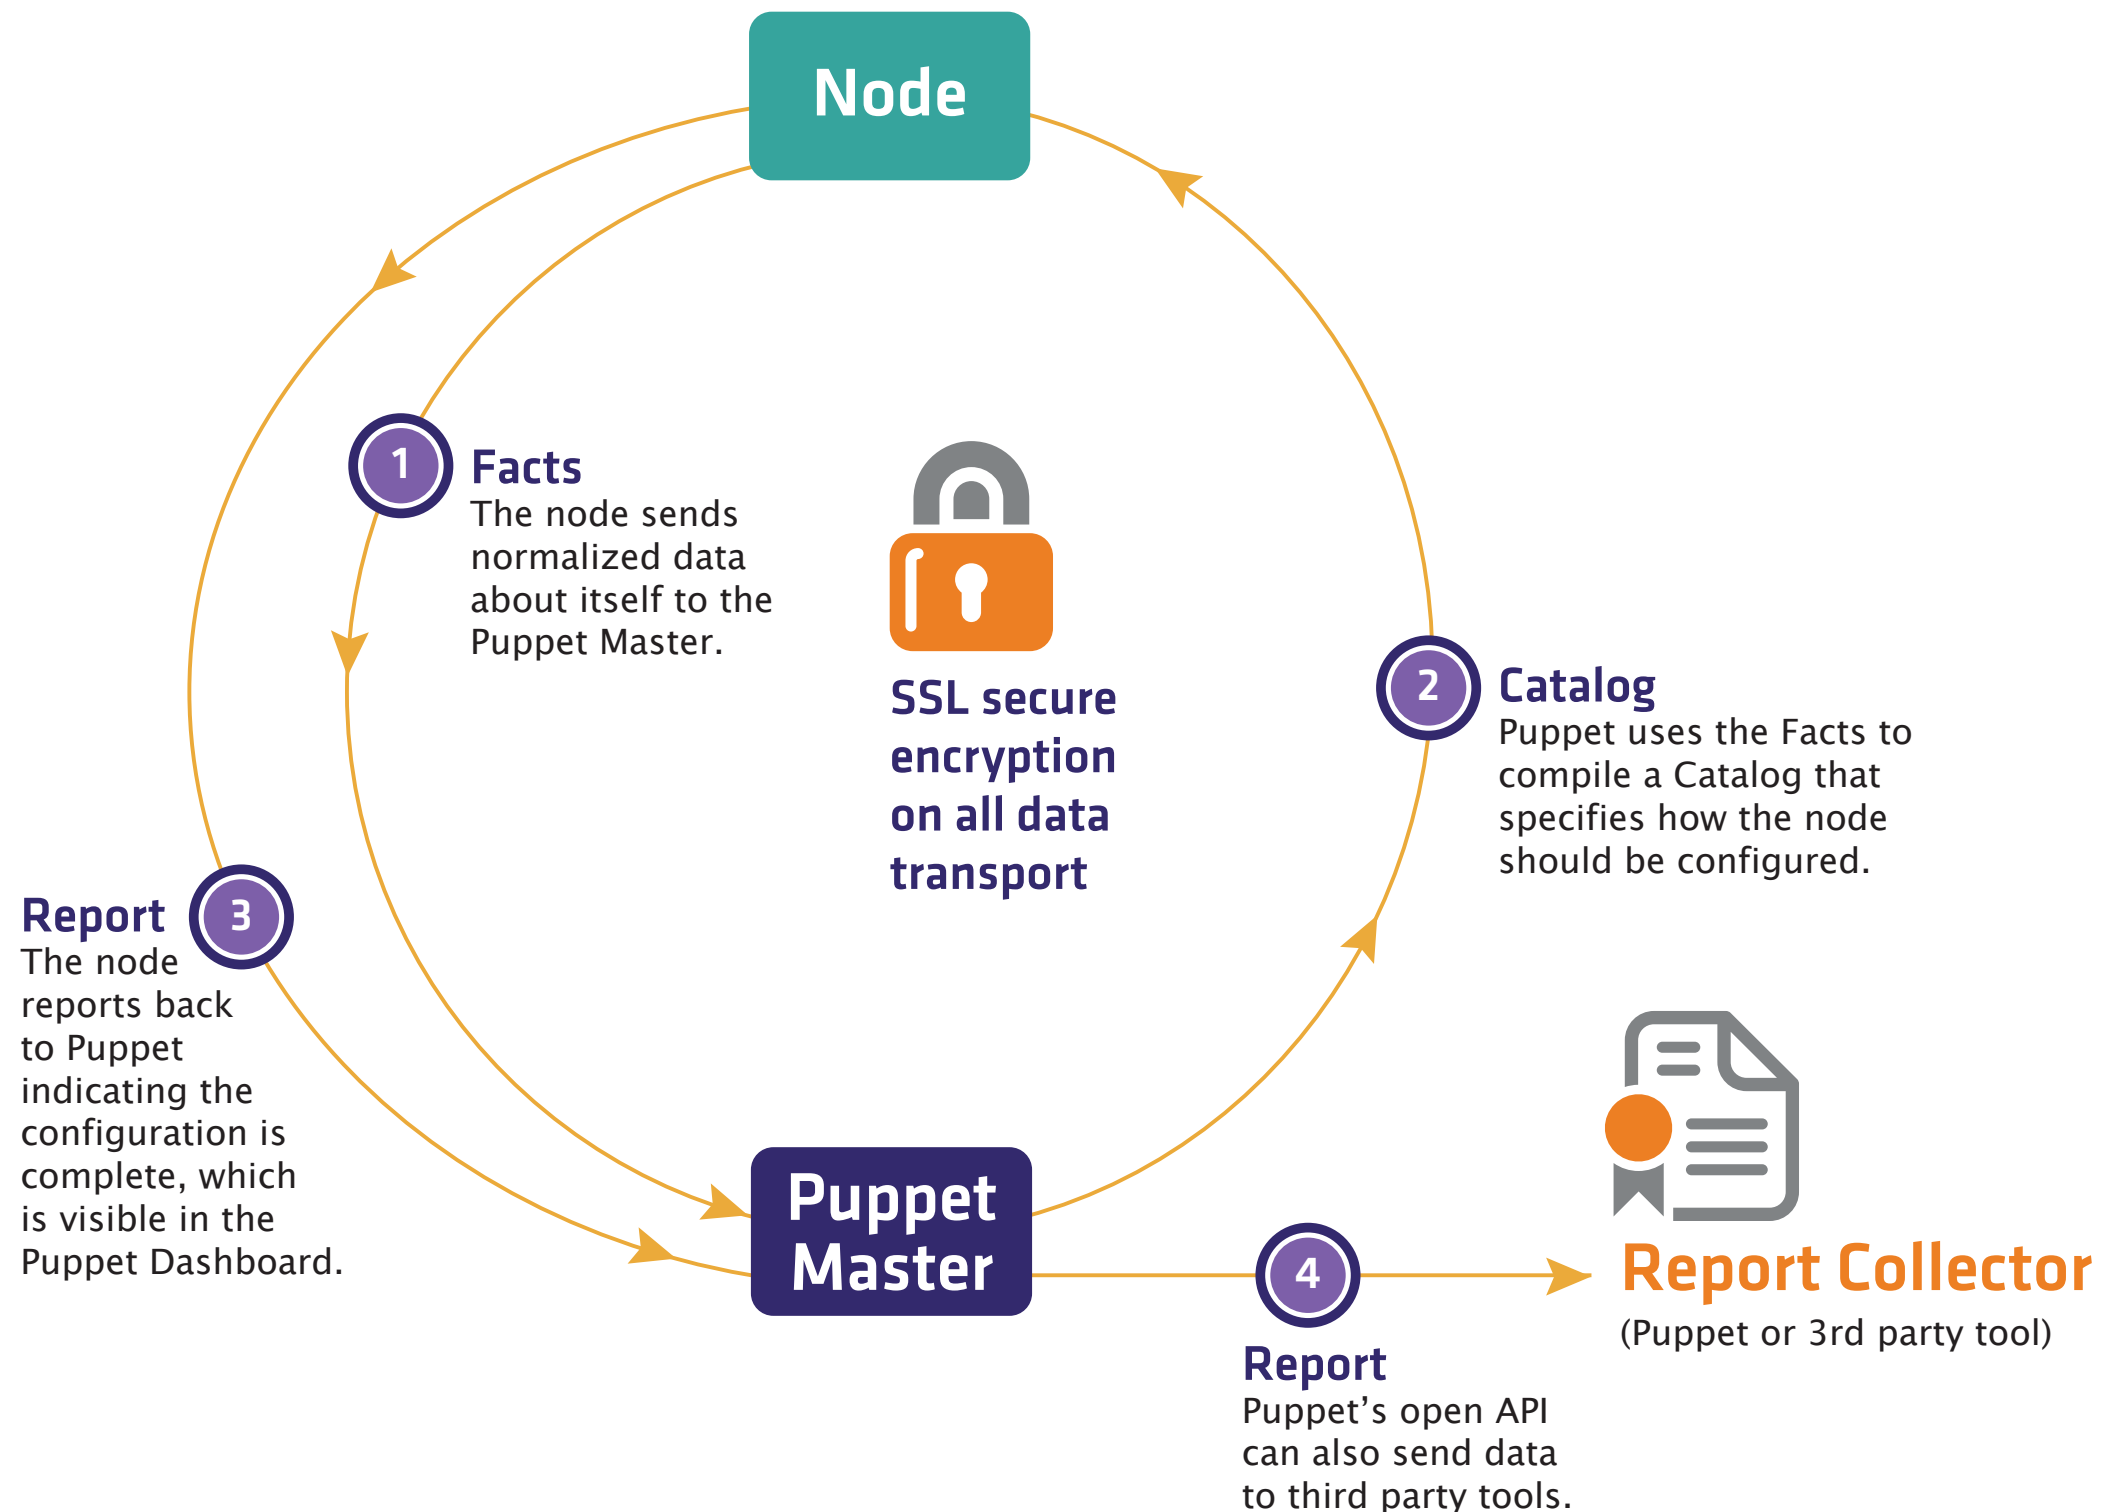 Node
1
Facts
The node sends
normalized data
about itself to the
Puppet Master.
SSL secure
encryption
on all data
transport
2
Catalog
Puppet uses the Facts to
compile a Catalog that
specifies how the node
should be configured.
3
Report
The node
reports back
to Puppet
indicating the
configuration is
complete, which
is visible in the
Puppet Dashboard.
Puppet
Master
4
Report
Puppet’s open API
can also send data
to third party tools.
Report Collector
(Puppet or 3rd party tool)